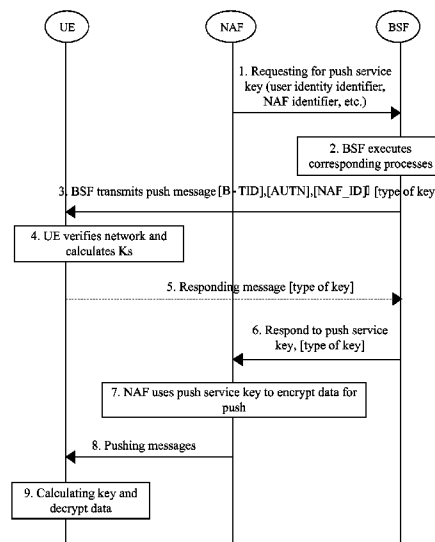 UE NAF BSF
1. Requesting for push service
key (user identity identifier,
NAF identifier, etc.)
2. BSF executes
corresponding processes
3. BSF transmits push message [B-TID],[AUTN],[NAF_ID] [type of key
4. UE verifies network and
calculates Ks
5. Responding message [type of key]
6. Respond to push service
key, [type of key]
7. NAF uses push service key to encrypt data for
push
8. Pushing messages
9. Calculating key and
decrypt data